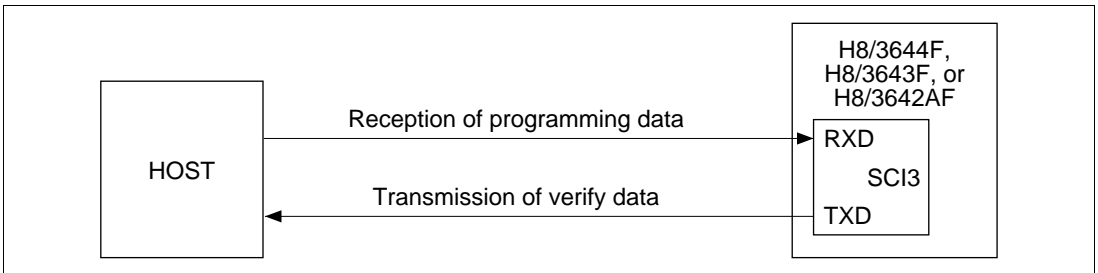 H8/3644F,
H8/3643F, or
H8/3642AF
Reception of programming data
RXD
HOST
SCI3
Transmission of verify data
TXD